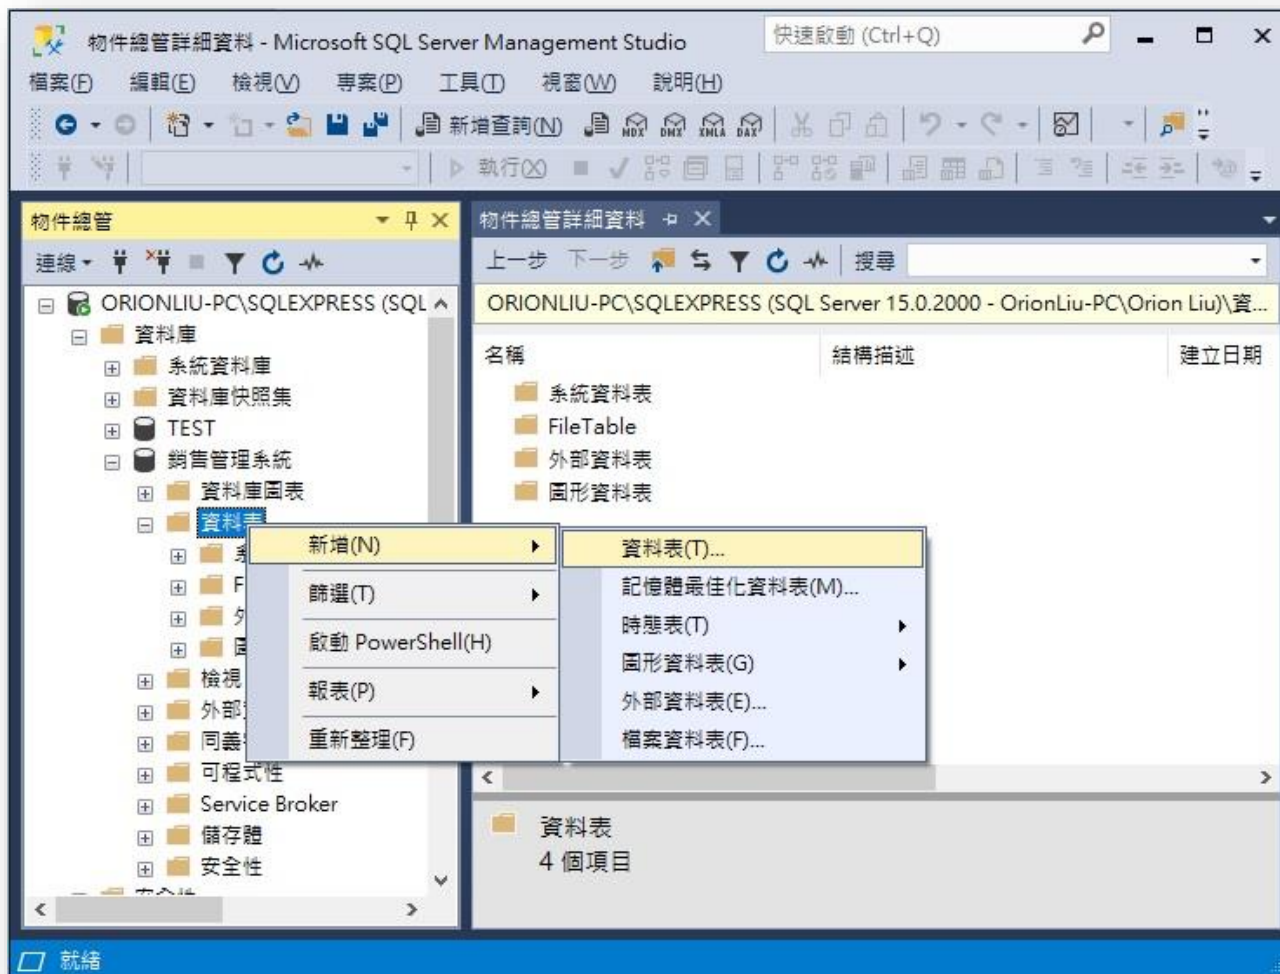 物件總管詳細資料 - Microsoft SQL Server Management Studio
快速啟動 (Ctrl+Q)
檔案(F) 編輯(E) 檢視(V) 專案(P) 工具(T) 視窗(W) 說明(H)
新增查詢(N) MDX DMX XMLA DAX
執行(X)
物件總管
連線
ORIONLIU-PC\SQLEXPRESS (SQL
資料庫
系統資料庫
資料庫快照集
TEST
銷售管理系統
資料庫圖表
資料表
F
檢視
外部
同義
可程式性
Service Broker
儲存體
安全性
安全性
新增(N)
篩選(T)
啟動 PowerShell(H)
報表(P)
重新整理(F)
資料表(T)...
記憶體最佳化資料表(M)...
時態表(T)
圖形資料表(G)
外部資料表(E)...
檔案資料表(F)...
物件總管詳細資料
上一步 下一步 搜尋
ORIONLIU-PC\SQLEXPRESS (SQL Server 15.0.2000 - OrionLiu-PC\Orion Liu)\資...
名稱 結構描述 建立日期
系統資料表
FileTable
外部資料表
圖形資料表
資料表
4 個項目
就緒